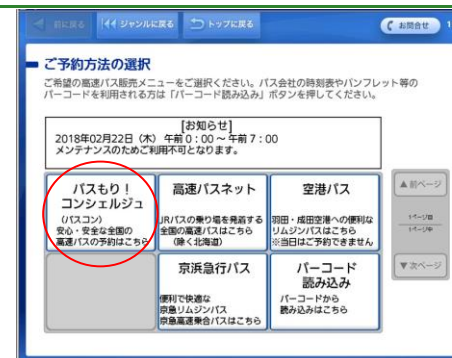 前に戻る
ジャンルに戻る
トップに戻る
お問合せ
ご予約方法の選択
ご希望の高速バス販売メニューをご選択ください。バス会社の時刻表やパンフレット等の
バーコードを利用される方は「バーコード読み込み」ボタンを押してください。
[お知らせ]
2018年02月22日（木） 午前０：00～午前７：00
メンテナンスのためご利用不可となります。
バスもり！
コンシェルジュ
(バスコン)
安心・安全な全国の
高速バスの予約はこちら
高速バスネット
JRバスの乗り場を発着する
全国の高速バスはこちら
（除く北海道）
空港バス
羽田・成田空港への便利な
リムジンバスはこちら
※当日はご予約できません
▲前ページ
1ページ目
1ページ中
▼次ページ
京浜急行バス
便利で快適な
京急リムジンバス
京急高速乗合バスはこちら
バーコード
読み込み
バーコードから
読み込みはこちら